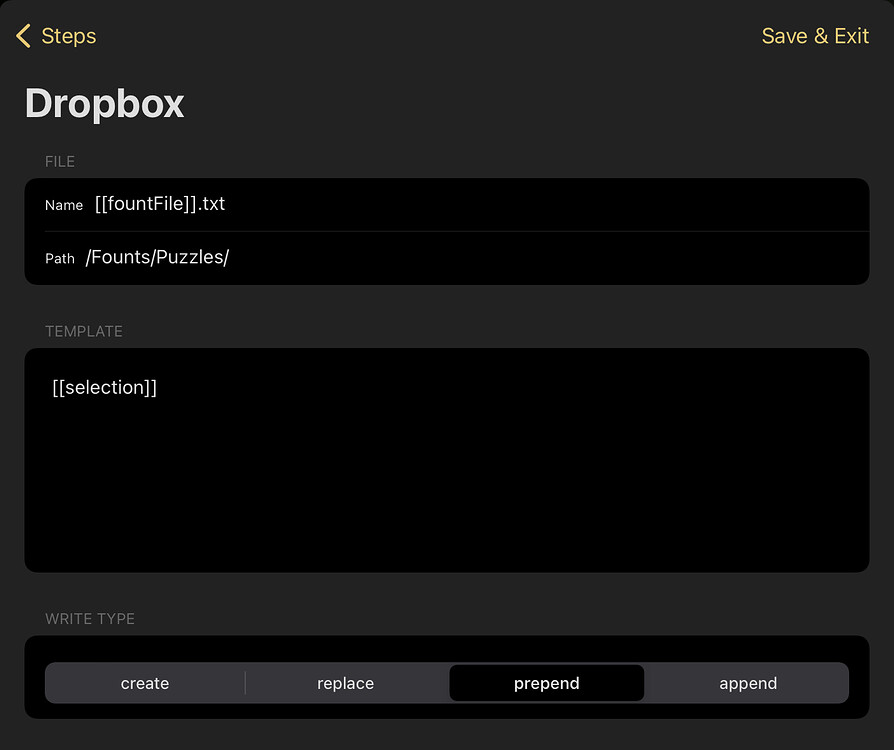 Steps
Save & Exit
Dropbox
FILE
Name [[fountFile]].txt
Path /Founts/Puzzles/
TEMPLATE
[[selection]]
WRITE TYPE
create replace prepend append